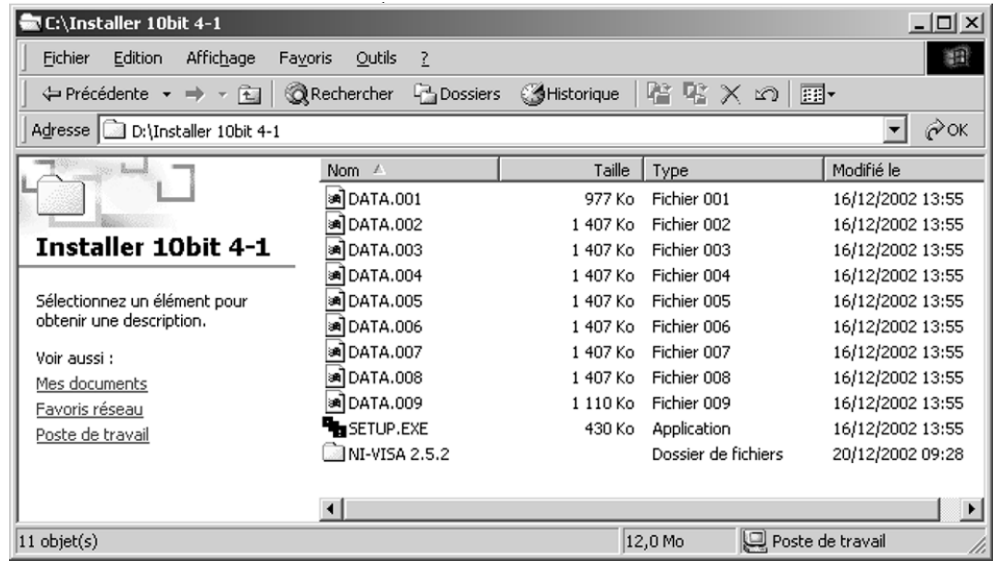 C:\Installer 10bit 4-1
Fichier Edition Affichage Favoris Outils ?
Précédente Rechercher Dossiers Historique
Adresse D:\Installer 10bit 4-1 OK
Installer 10bit 4-1
Sélectionnez un élément pour
obtenir une description.
Voir aussi :
Mes documents
Favoris réseau
Poste de travail
Nom Taille Type Modifié le
DATA.001 977 Ko Fichier 001 16/12/2002 13:55
DATA.002 1 407 Ko Fichier 002 16/12/2002 13:55
DATA.003 1 407 Ko Fichier 003 16/12/2002 13:55
DATA.004 1 407 Ko Fichier 004 16/12/2002 13:55
DATA.005 1 407 Ko Fichier 005 16/12/2002 13:55
DATA.006 1 407 Ko Fichier 006 16/12/2002 13:55
DATA.007 1 407 Ko Fichier 007 16/12/2002 13:55
DATA.008 1 407 Ko Fichier 008 16/12/2002 13:55
DATA.009 1 110 Ko Fichier 009 16/12/2002 13:55
SETUP.EXE 430 Ko Application 16/12/2002 13:55
NI-VISA 2.5.2 Dossier de fichiers 20/12/2002 09:28
11 objet(s) 12,0 Mo Poste de travail